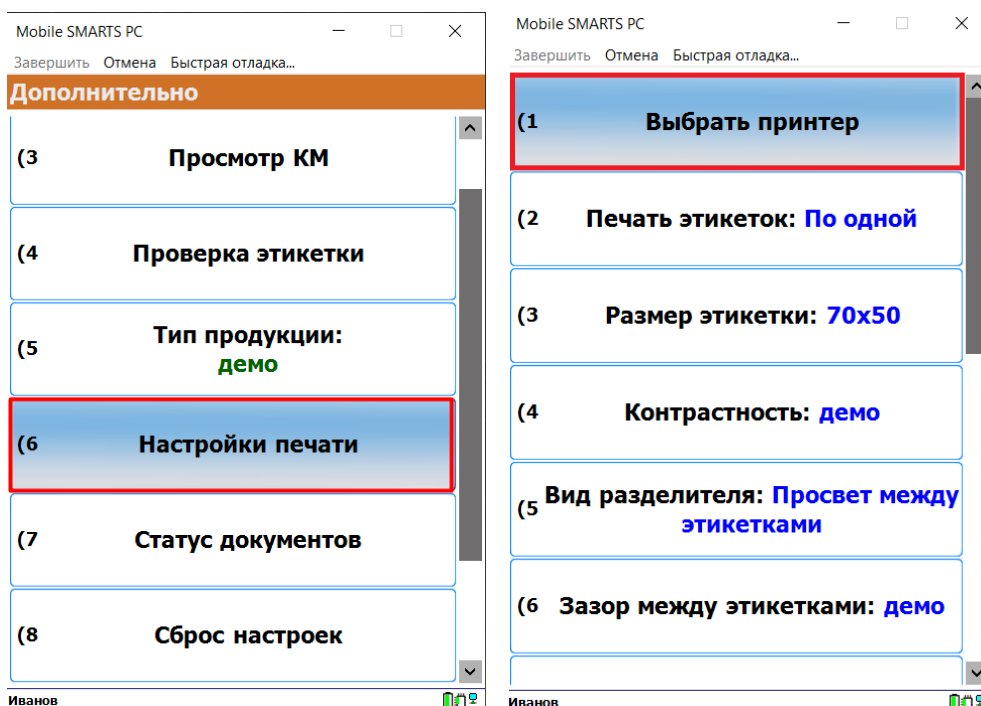 Mobile SMARTS PC
Завершить Отмена Быстрая отладка...
Дополнительно
(3 Просмотр КМ
(4 Проверка этикетки
(5 Тип продукции:
демо
(6 Настройки печати
(7 Статус документов
(8 Сброс настроек
Иванов
Mobile SMARTS PC
Завершить Отмена Быстрая отладка...
(1 Выбрать принтер
(2 Печать этикеток: По одной
(3 Размер этикетки: 70x50
(4 Контрастность: демо
(5 Вид разделителя: Просвет между
этикетками
(6 Зазор между этикетками: демо
Иванов